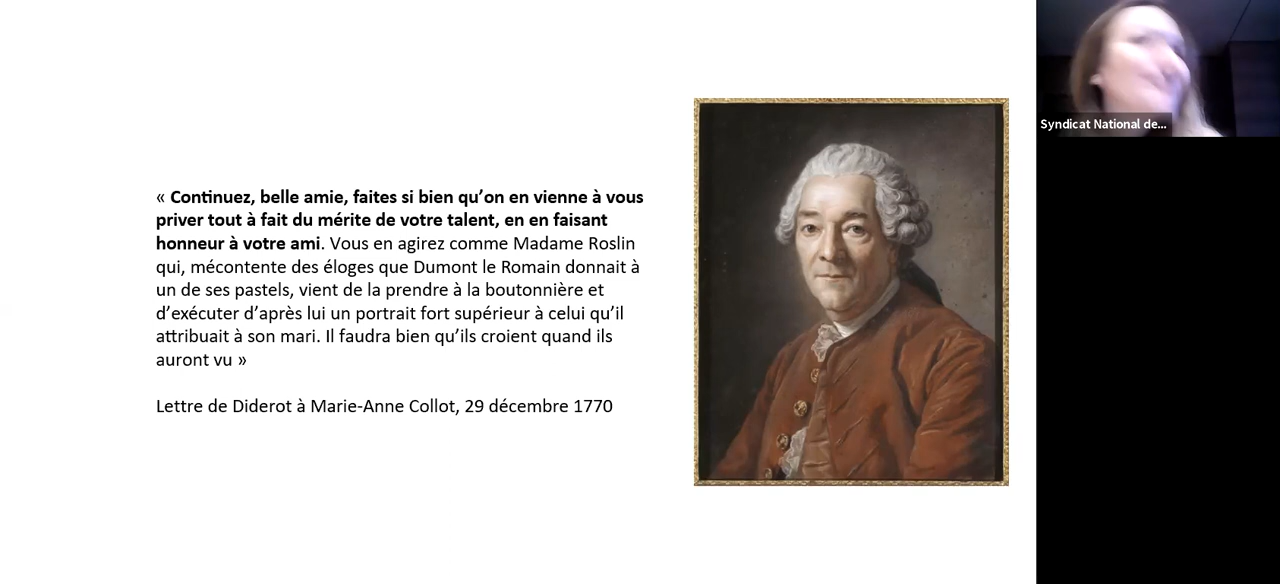 « Continuez, belle amie, faites si bien qu’on en vienne à vous
priver tout à fait du mérite de votre talent, en en faisant
honneur à votre ami. Vous en agirez comme Madame Roslin
qui, mécontente des éloges que Dumont le Romain donnait à
un de ses pastels, vient de la prendre à la boutonnière et
d’exécuter d’après lui un portrait fort supérieur à celui qu’il
attribuait à son mari. Il faudra bien qu’ils croient quand ils
auront vu »
Lettre de Diderot à Marie-Anne Collot, 29 décembre 1770
Syndicat National de...